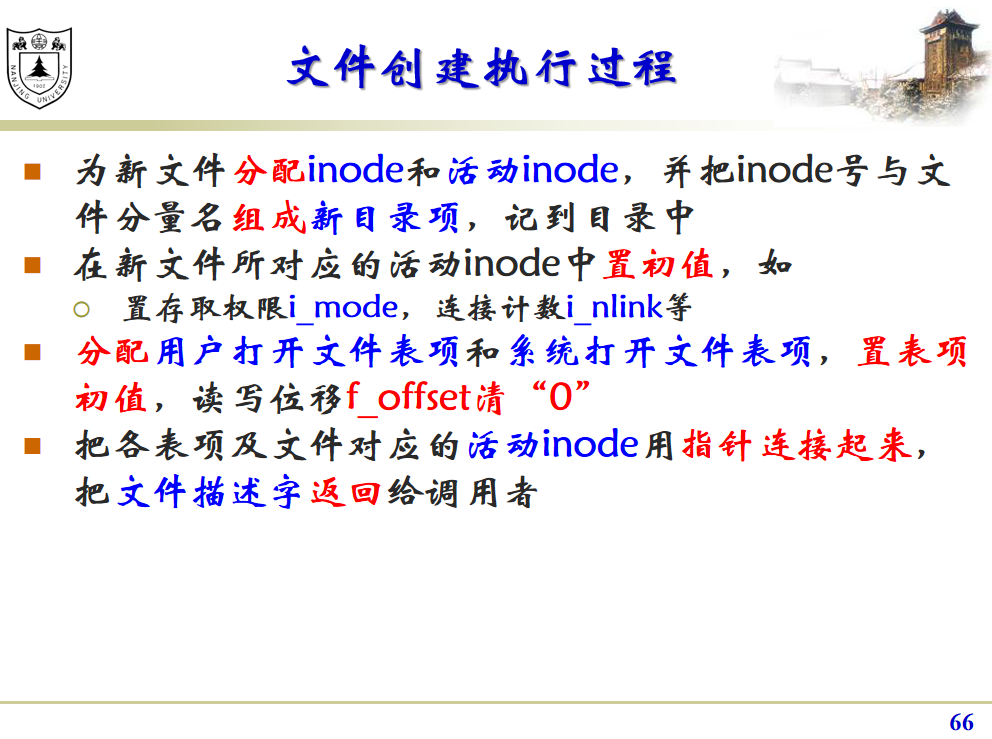 文件创建执行过程
NANJING UNIVERSITY
1902
为新文件分配inode和活动inode，并把inode号与文
件分量名组成新目录项，记到目录中
在新文件所对应的活动inode中置初值，如
置存取权限i_mode，连接计数i_nlink等
分配用户打开文件表项和系统打开文件表项，置表项
初值，读写位移f_offset清“0”
把各表项及文件对应的活动inode用指针连接起来，
把文件描述字返回给调用者
66